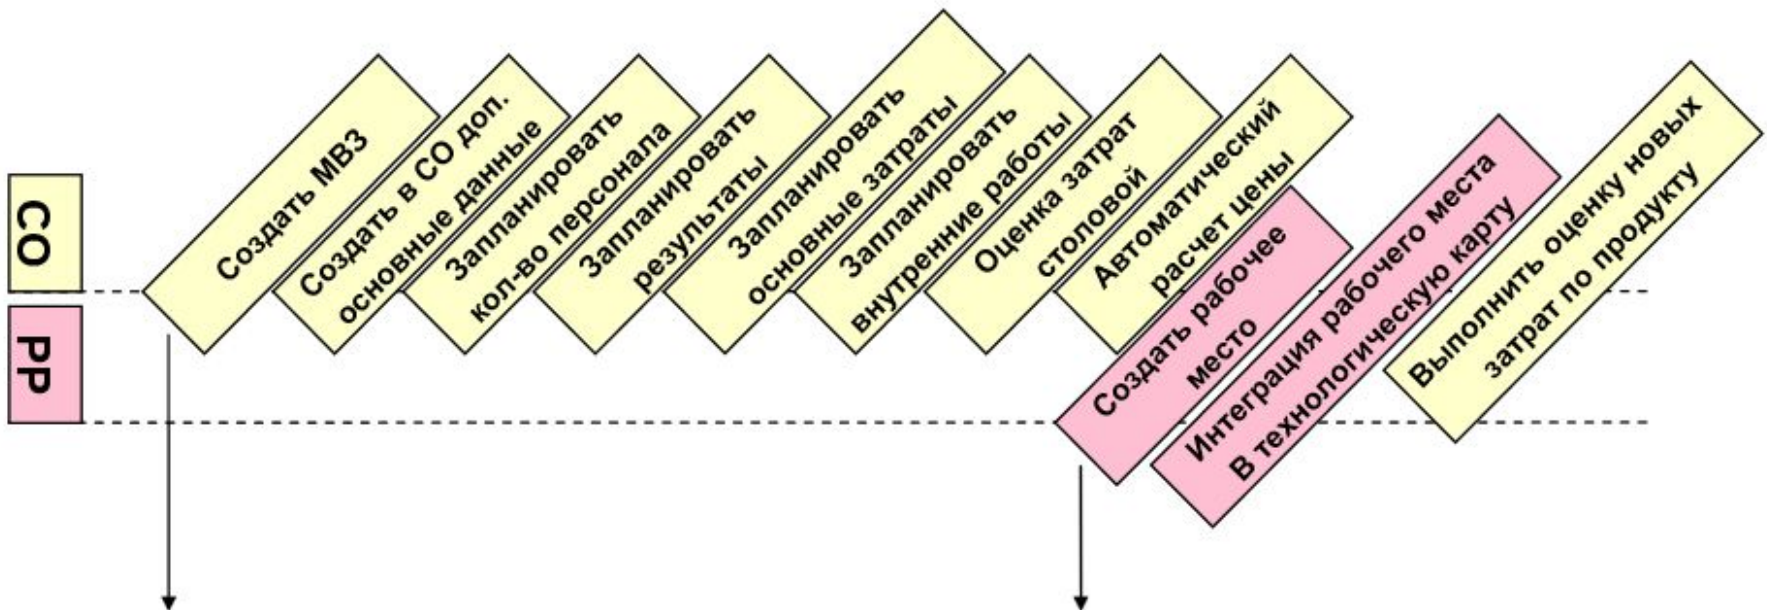 СО
РР
Создать МВЗ
Создать в СО доп.
основные данные
Запланировать
кол-во персонала
Запланировать
результаты
Запланировать
основные затраты
Запланировать
внутренние работы
Оценка затрат
столовой
Автоматический
расчет цены
Создать рабочее
место
Интеграция рабочего места
В технологическую карту
Выполнить оценку новых
затрат по продукту